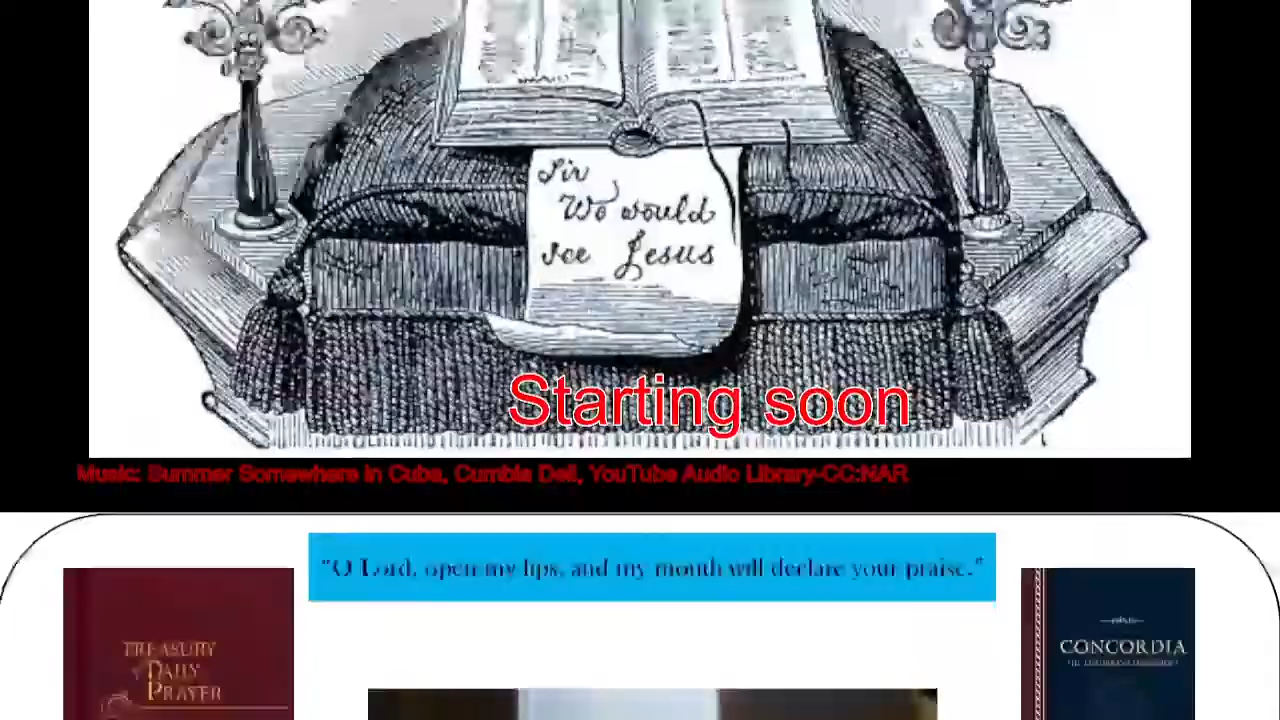 Sir
We would
see Jesus
Starting soon
Music: Summer Somewhere in Cuba, Cumbia Deli, YouTube Audio Library-CC:NAR
"O Lord, open my lips, and my mouth will declare your praise."
TREASURY
of DAILY
PRAYER
CONCORDIA